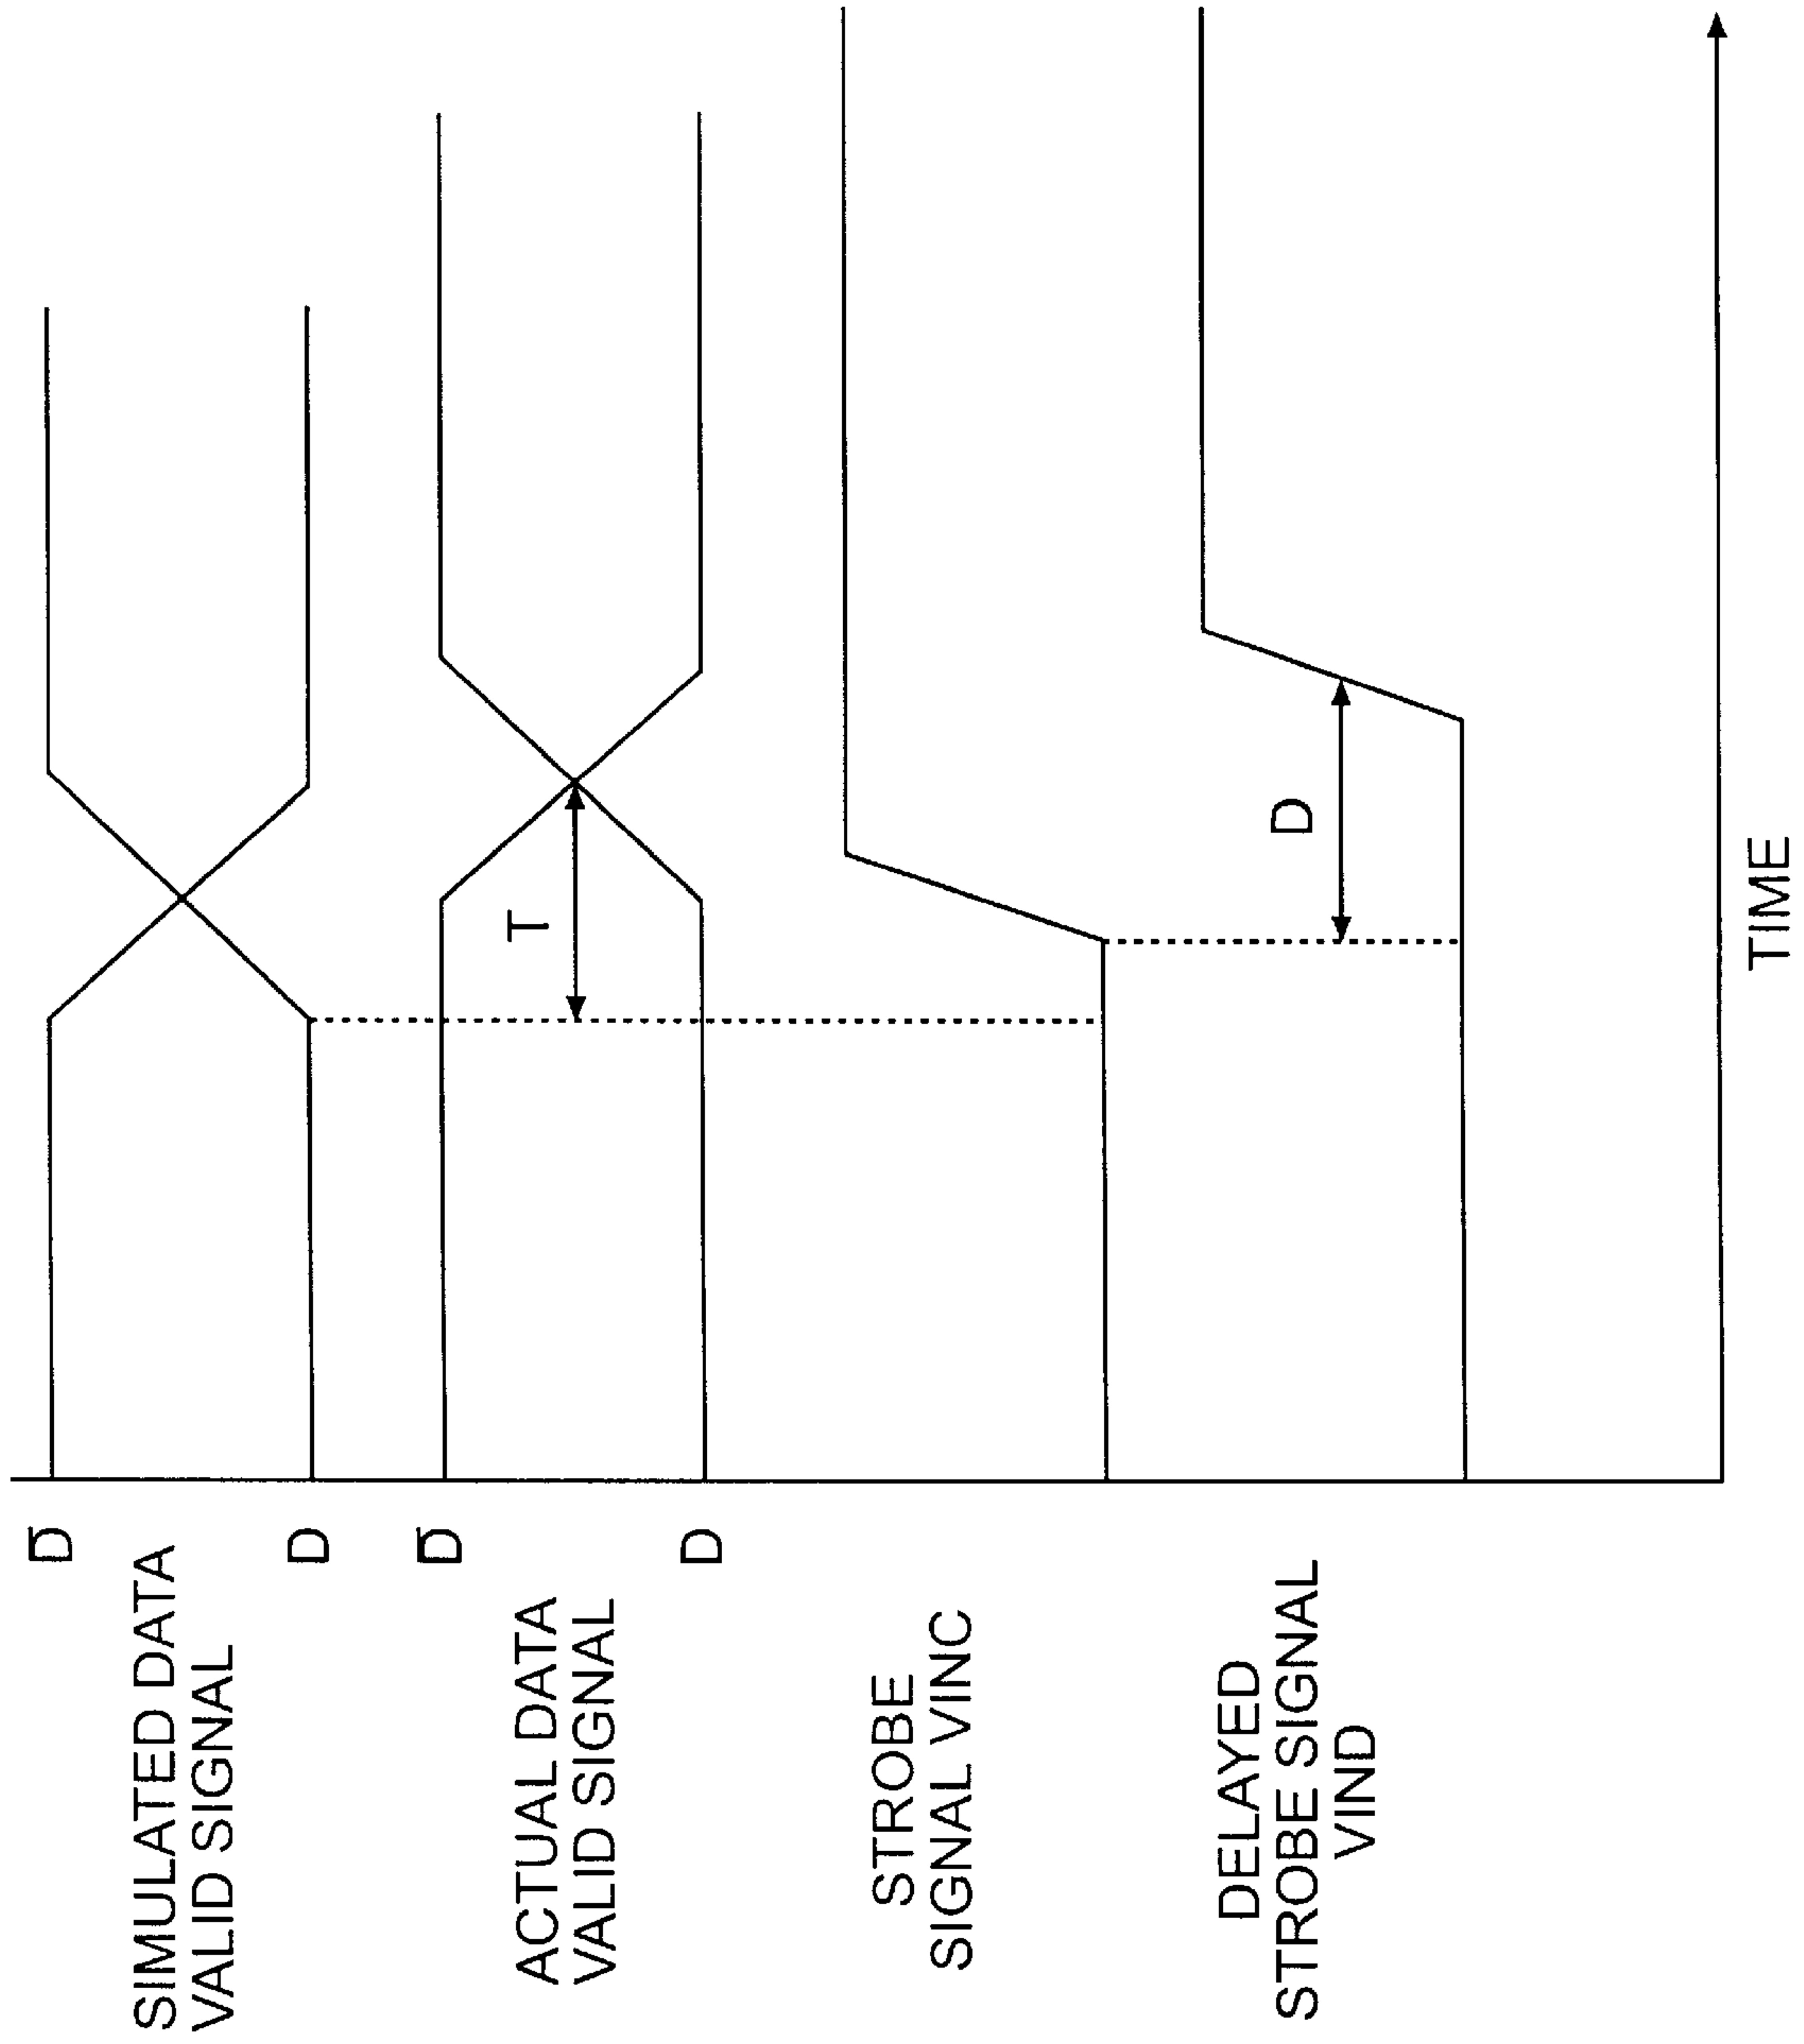 D̄
SIMULATED DATA
VALID SIGNAL
D
D̄
ACTUAL DATA
VALID SIGNAL
T
D
STROBE
SIGNAL VINC
DELAYED
STROBE SIGNAL
VIND
D
TIME